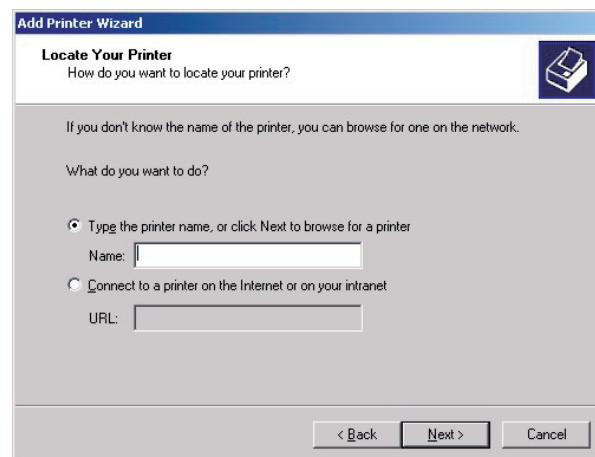 Add Printer Wizard
Locate Your Printer
How do you want to locate your printer?
If you don't know the name of the printer, you can browse for one on the network.
What do you want to do?
Type the printer name, or click Next to browse for a printer
Name:
Connect to a printer on the Internet or on your intranet
URL:
< Back Next > Cancel